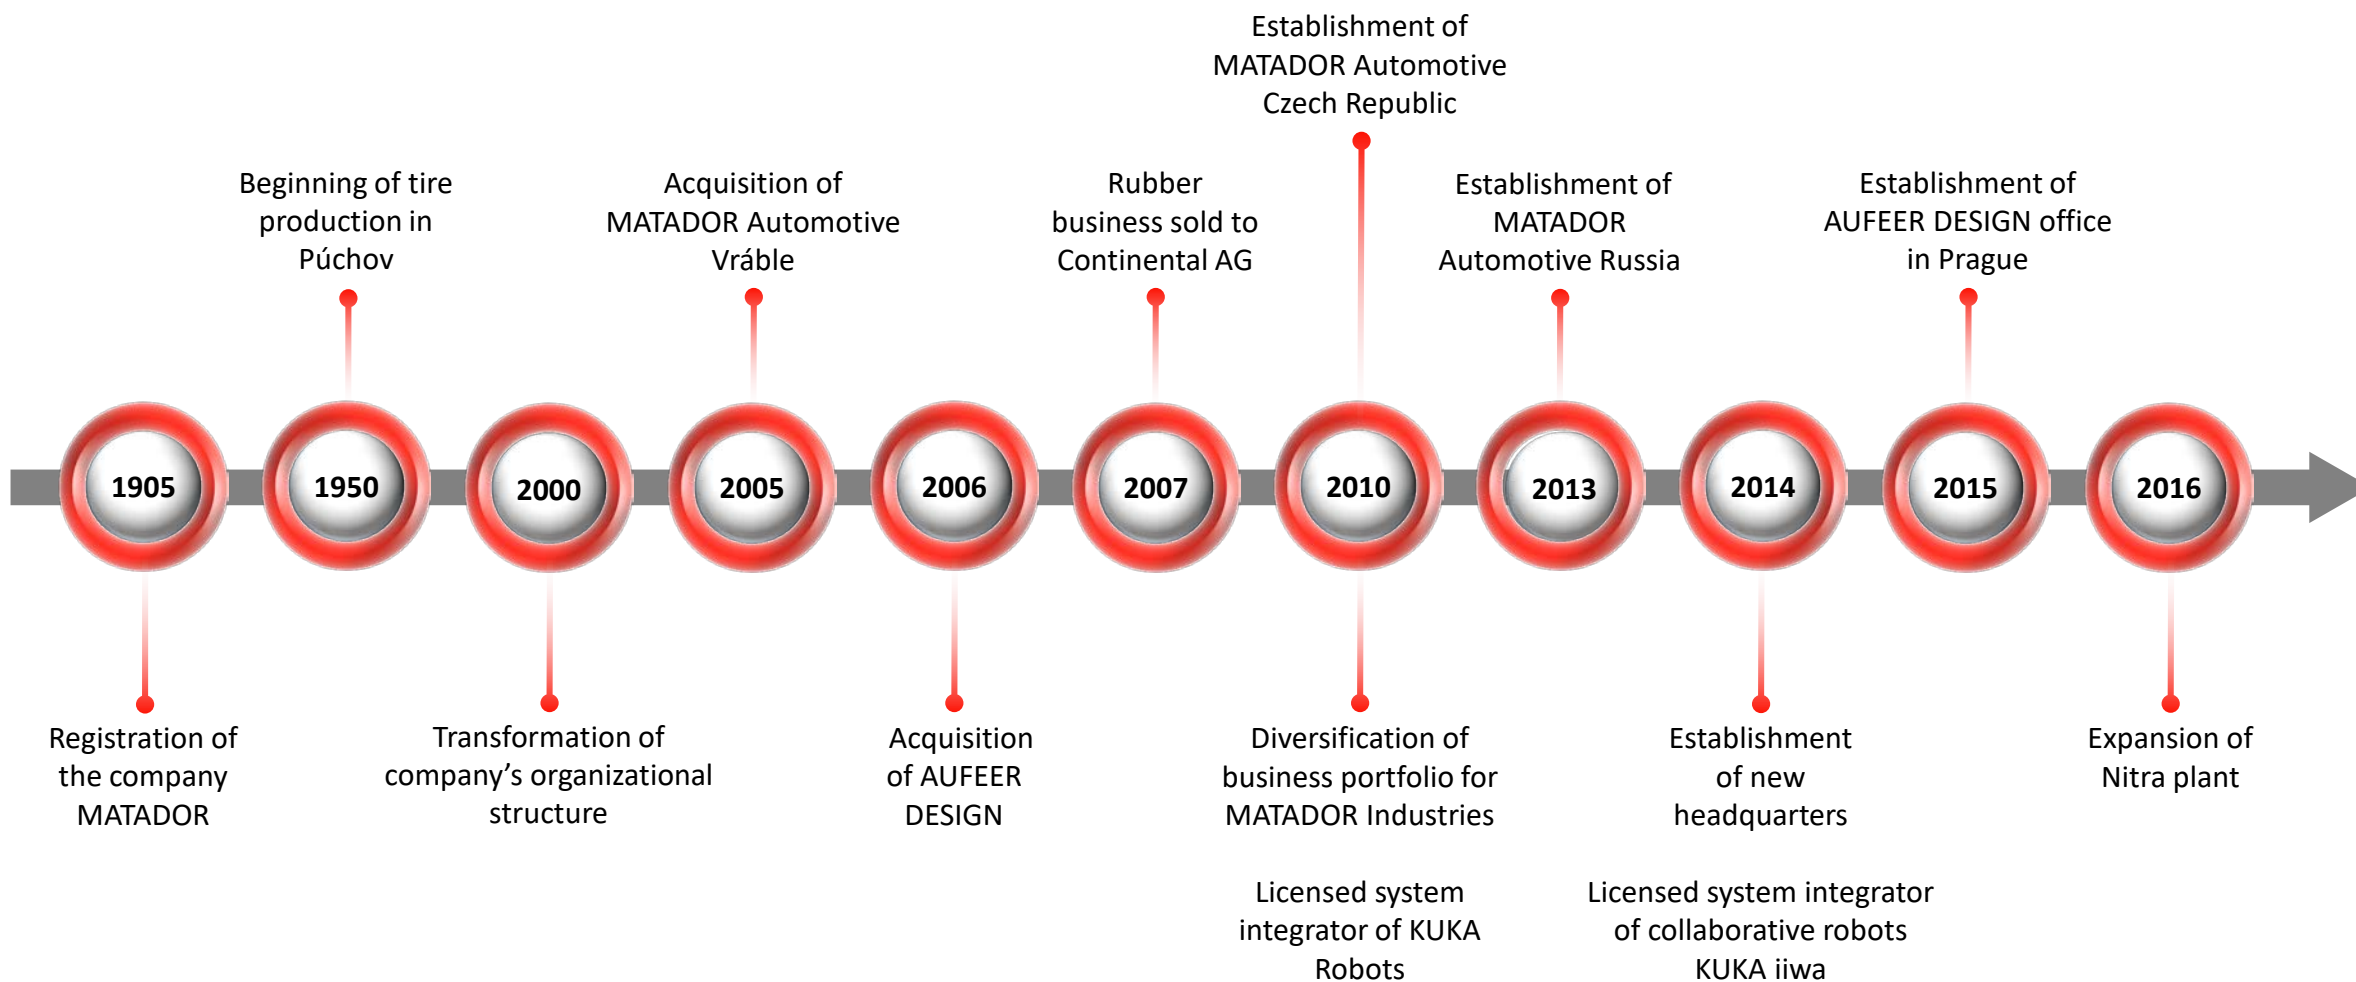 Establishment of
MATADOR Automotive
Czech Republic
Beginning of tire
production in
Púchov
Acquisition of
MATADOR Automotive
Vráble
Rubber
business sold to
Continental AG
Establishment of
MATADOR
Automotive Russia
Establishment of
AUFEER DESIGN office
in Prague
1905
1950
2000
2005
2006
2007
2010
2013
2014
2015
2016
Registration of
the company
MATADOR
Transformation of
company’s organizational
structure
Acquisition
of AUFEER
DESIGN
Diversification of
business portfolio for
MATADOR Industries
Licensed system
integrator of KUKA
Robots
Establishment
of new
headquarters
Licensed system integrator
of collaborative robots
KUKA iiwa
Expansion of
Nitra plant